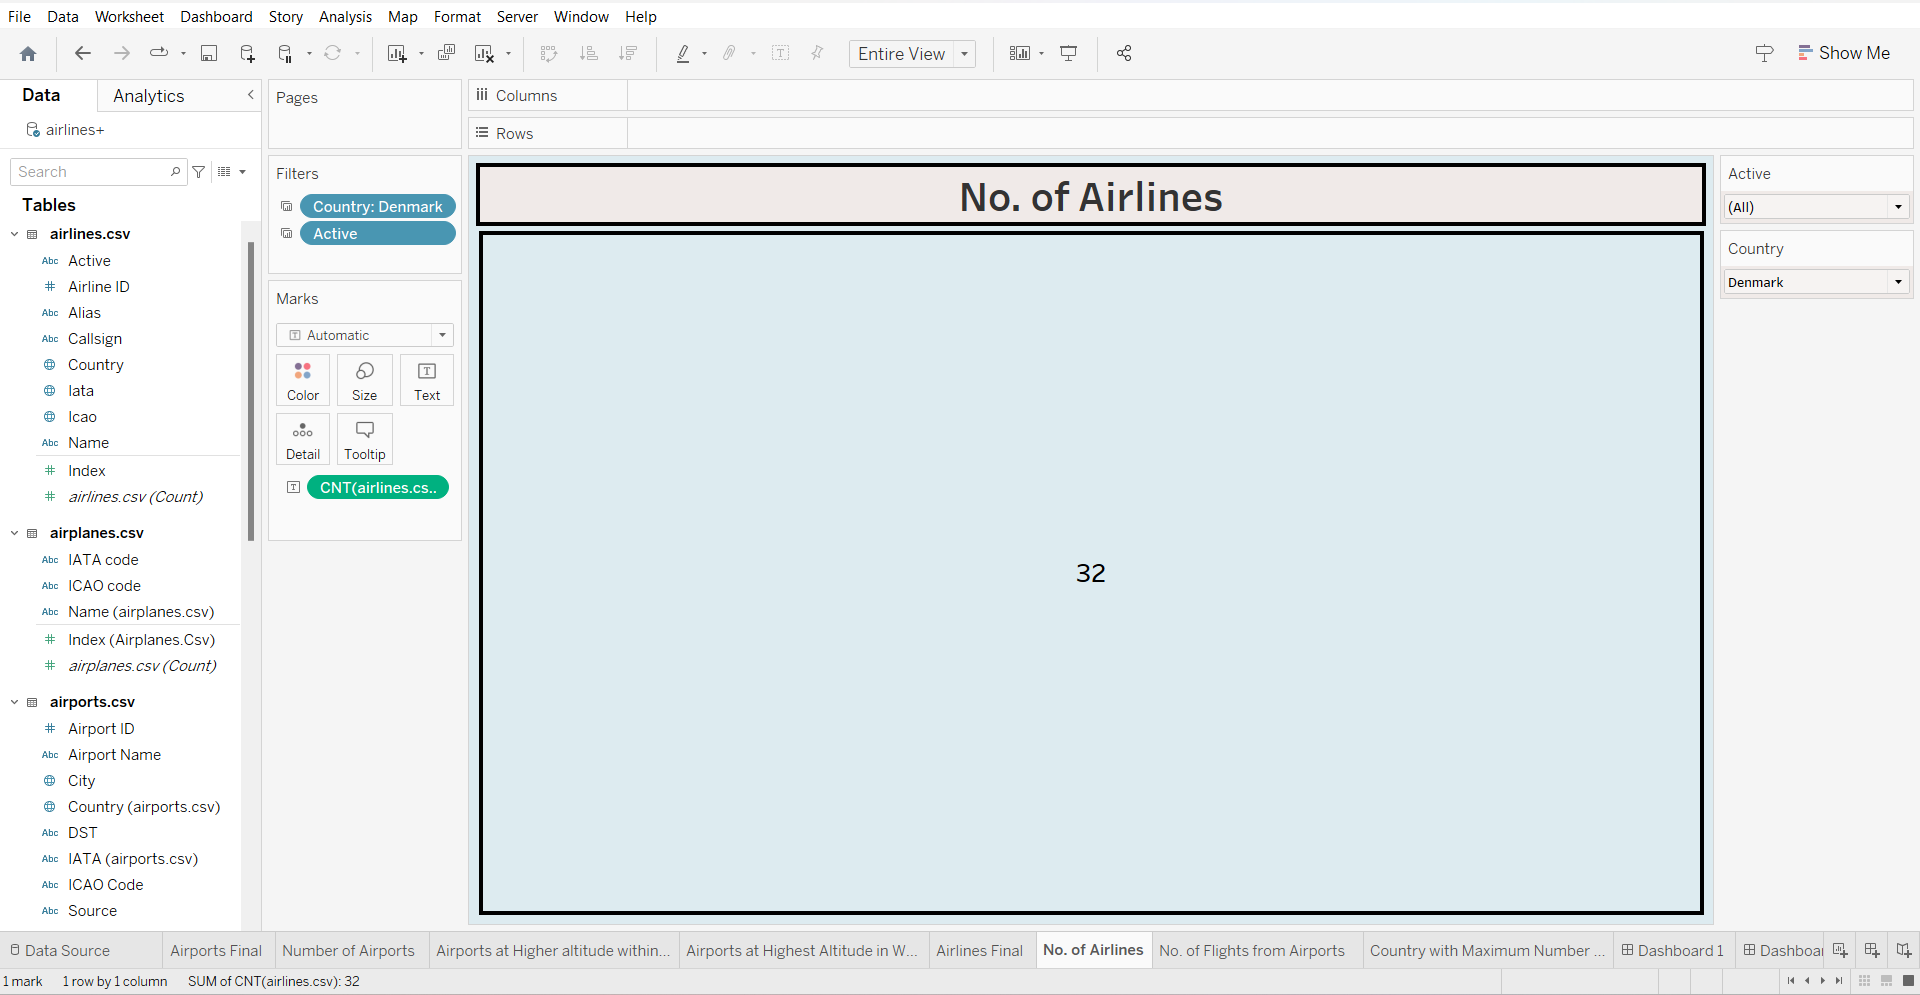 File Data Worksheet Dashboard Story Analysis Map Format Server Window Help
Entire View
Show Me
Data Analytics
airlines+
Search
Tables
airlines.csv
Abc Active
Airline ID
Abc Alias
Abc Callsign
Country
Iata
Icao
Abc Name
Index
airlines.csv (Count)
airplanes.csv
Abc IATA code
Abc ICAO code
Abc Name (airplanes.csv)
Index (Airplanes.Csv)
airplanes.csv (Count)
airports.csv
Airport ID
Abc Airport Name
City
Country (airports.csv)
Abc DST
Abc IATA (airports.csv)
Abc ICAO Code
Abc Source
Pages
Filters
Country: Denmark
Active
Marks
Automatic
Color Size Text
Detail Tooltip
CNT(airlines.cs..
Columns
Rows
No. of Airlines
32
Active
(All)
Country
Denmark
Data Source Airports Final Number of Airports Airports at Higher altitude within... Airports at Highest Altitude in W... Airlines Final No. of Airlines No. of Flights from Airports Country with Maximum Number ... Dashboard 1 Dashboar
1 mark 1 row by 1 column SUM of CNT(airlines.csv): 32